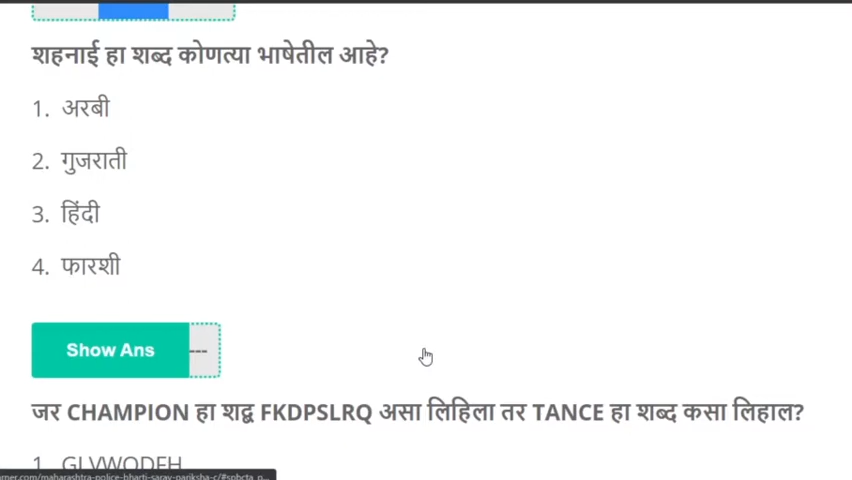 शहनाई हा शब्द कोणत्या भाषेतील आहे?
1. अरबी
2. गुजराती
3. हिंदी
4. फारशी
Show Ans ---
जर CHAMPION हा शद्ब FKDPSLRQ असा लिहिला तर TANCE हा शब्द कसा लिहाल?